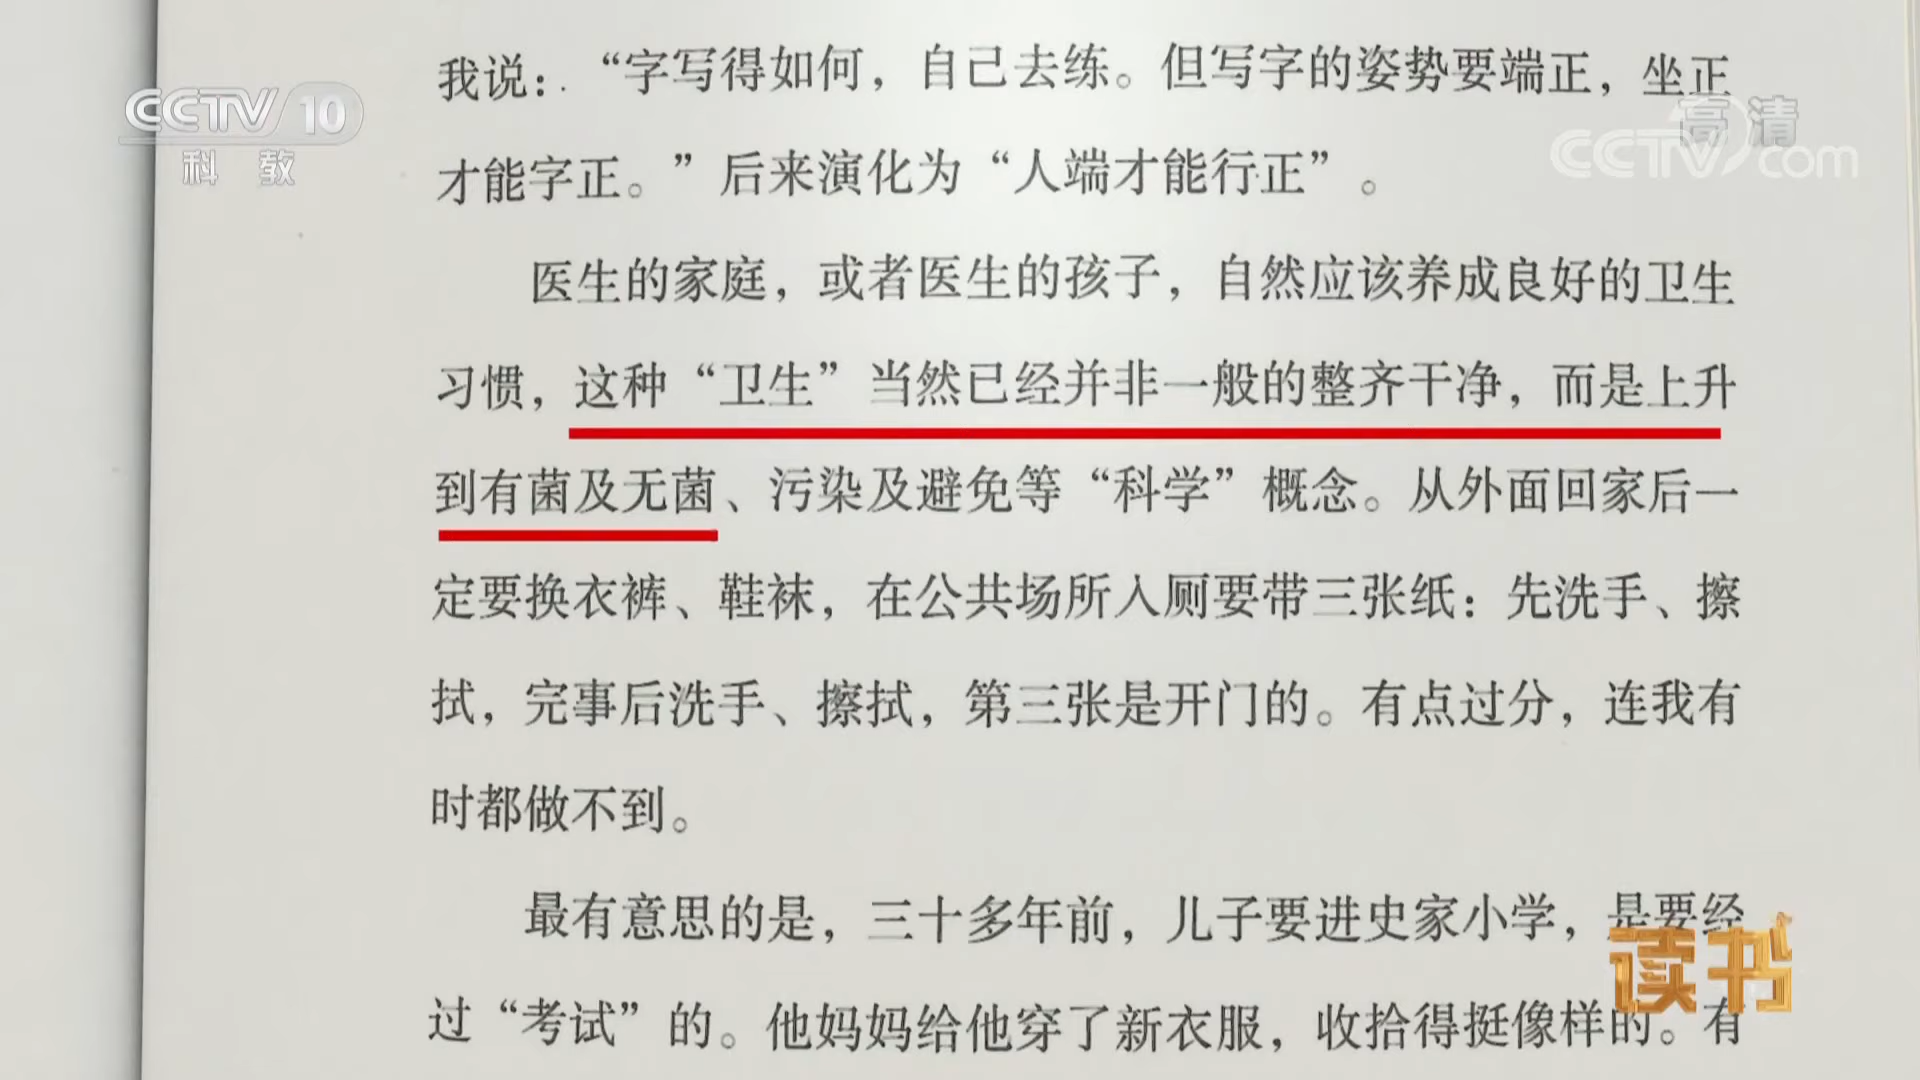 我说：“字写得如何，自己去练。但写字的姿势要端正，坐正
才能字正。”后来演化为“人端才能行正”。
医生的家庭，或者医生的孩子，自然应该养成良好的卫生
习惯，这种“卫生”当然已经并非一般的整齐干净，而是上升
到有菌及无菌、污染及避免等“科学”概念。从外面回家后一
定要换衣裤、鞋袜，在公共场所入厕要带三张纸：先洗手、擦
拭，完事后洗手、擦拭，第三张是开门的。有点过分，连我有
时都做不到。
最有意思的是，三十多年前，儿子要进史家小学，是要经
过“考试”的。他妈妈给他穿了新衣服，收拾得挺像样的。有
CCTV 10
科教
高清
CCTV.com
读书